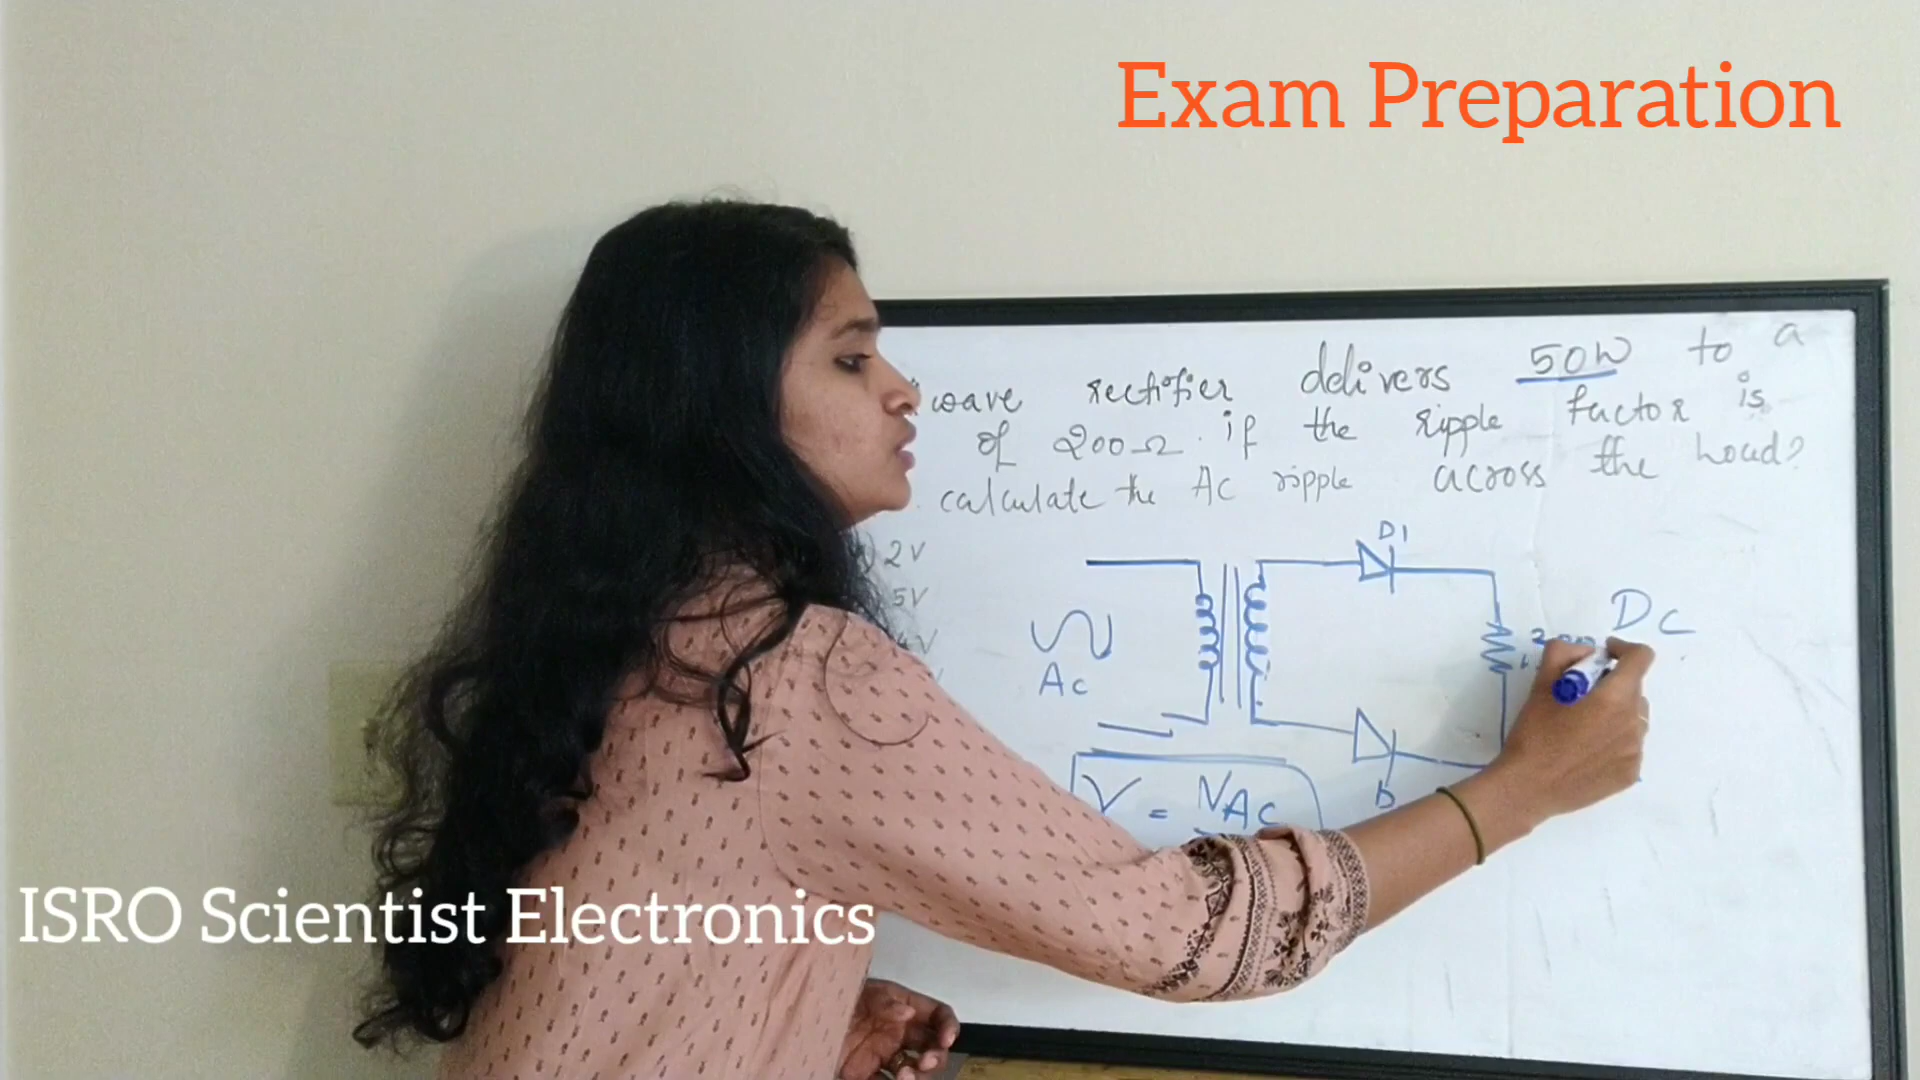 Exam Preparation
wave rectifier delivers 50W to a
of 200Ω. if the ripple factor is
calculate the AC ripple across the Load?
2V
5V
4V
D1
DC
AC
D
V = VAC
ISRO Scientist Electronics